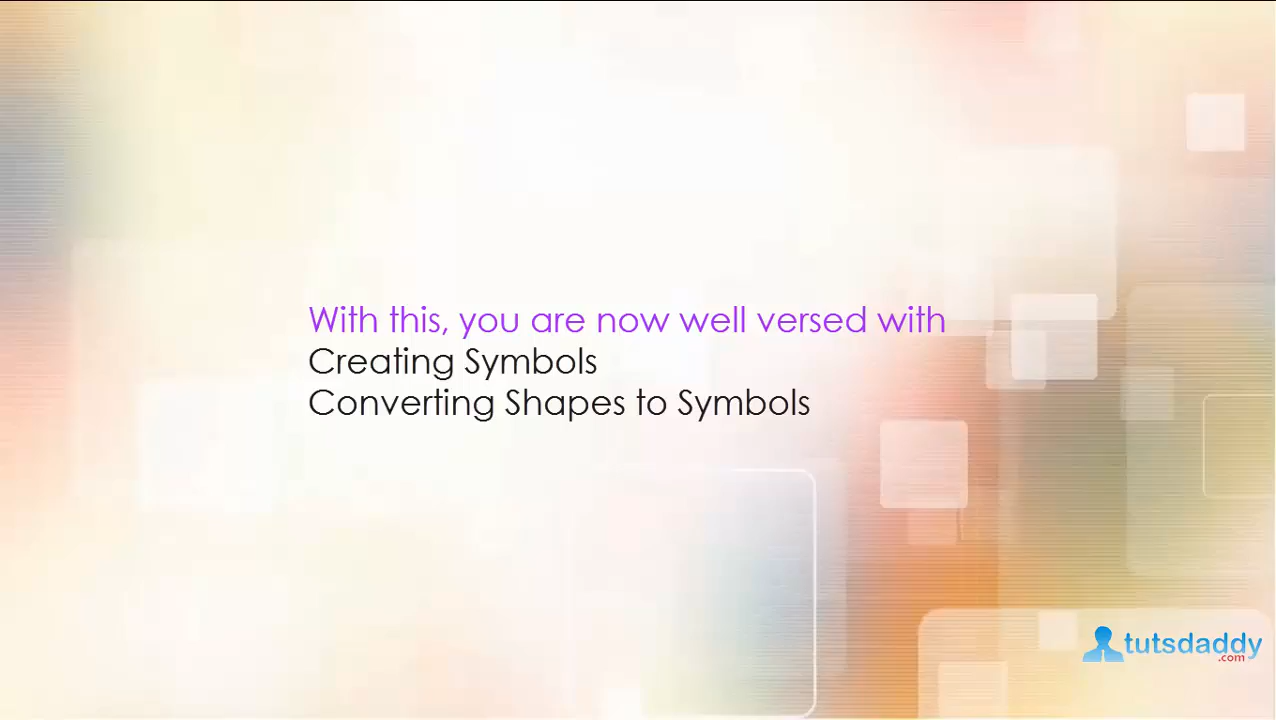 With this, you are now well versed with
Creating Symbols
Converting Shapes to Symbols
tutsdaddy
.com